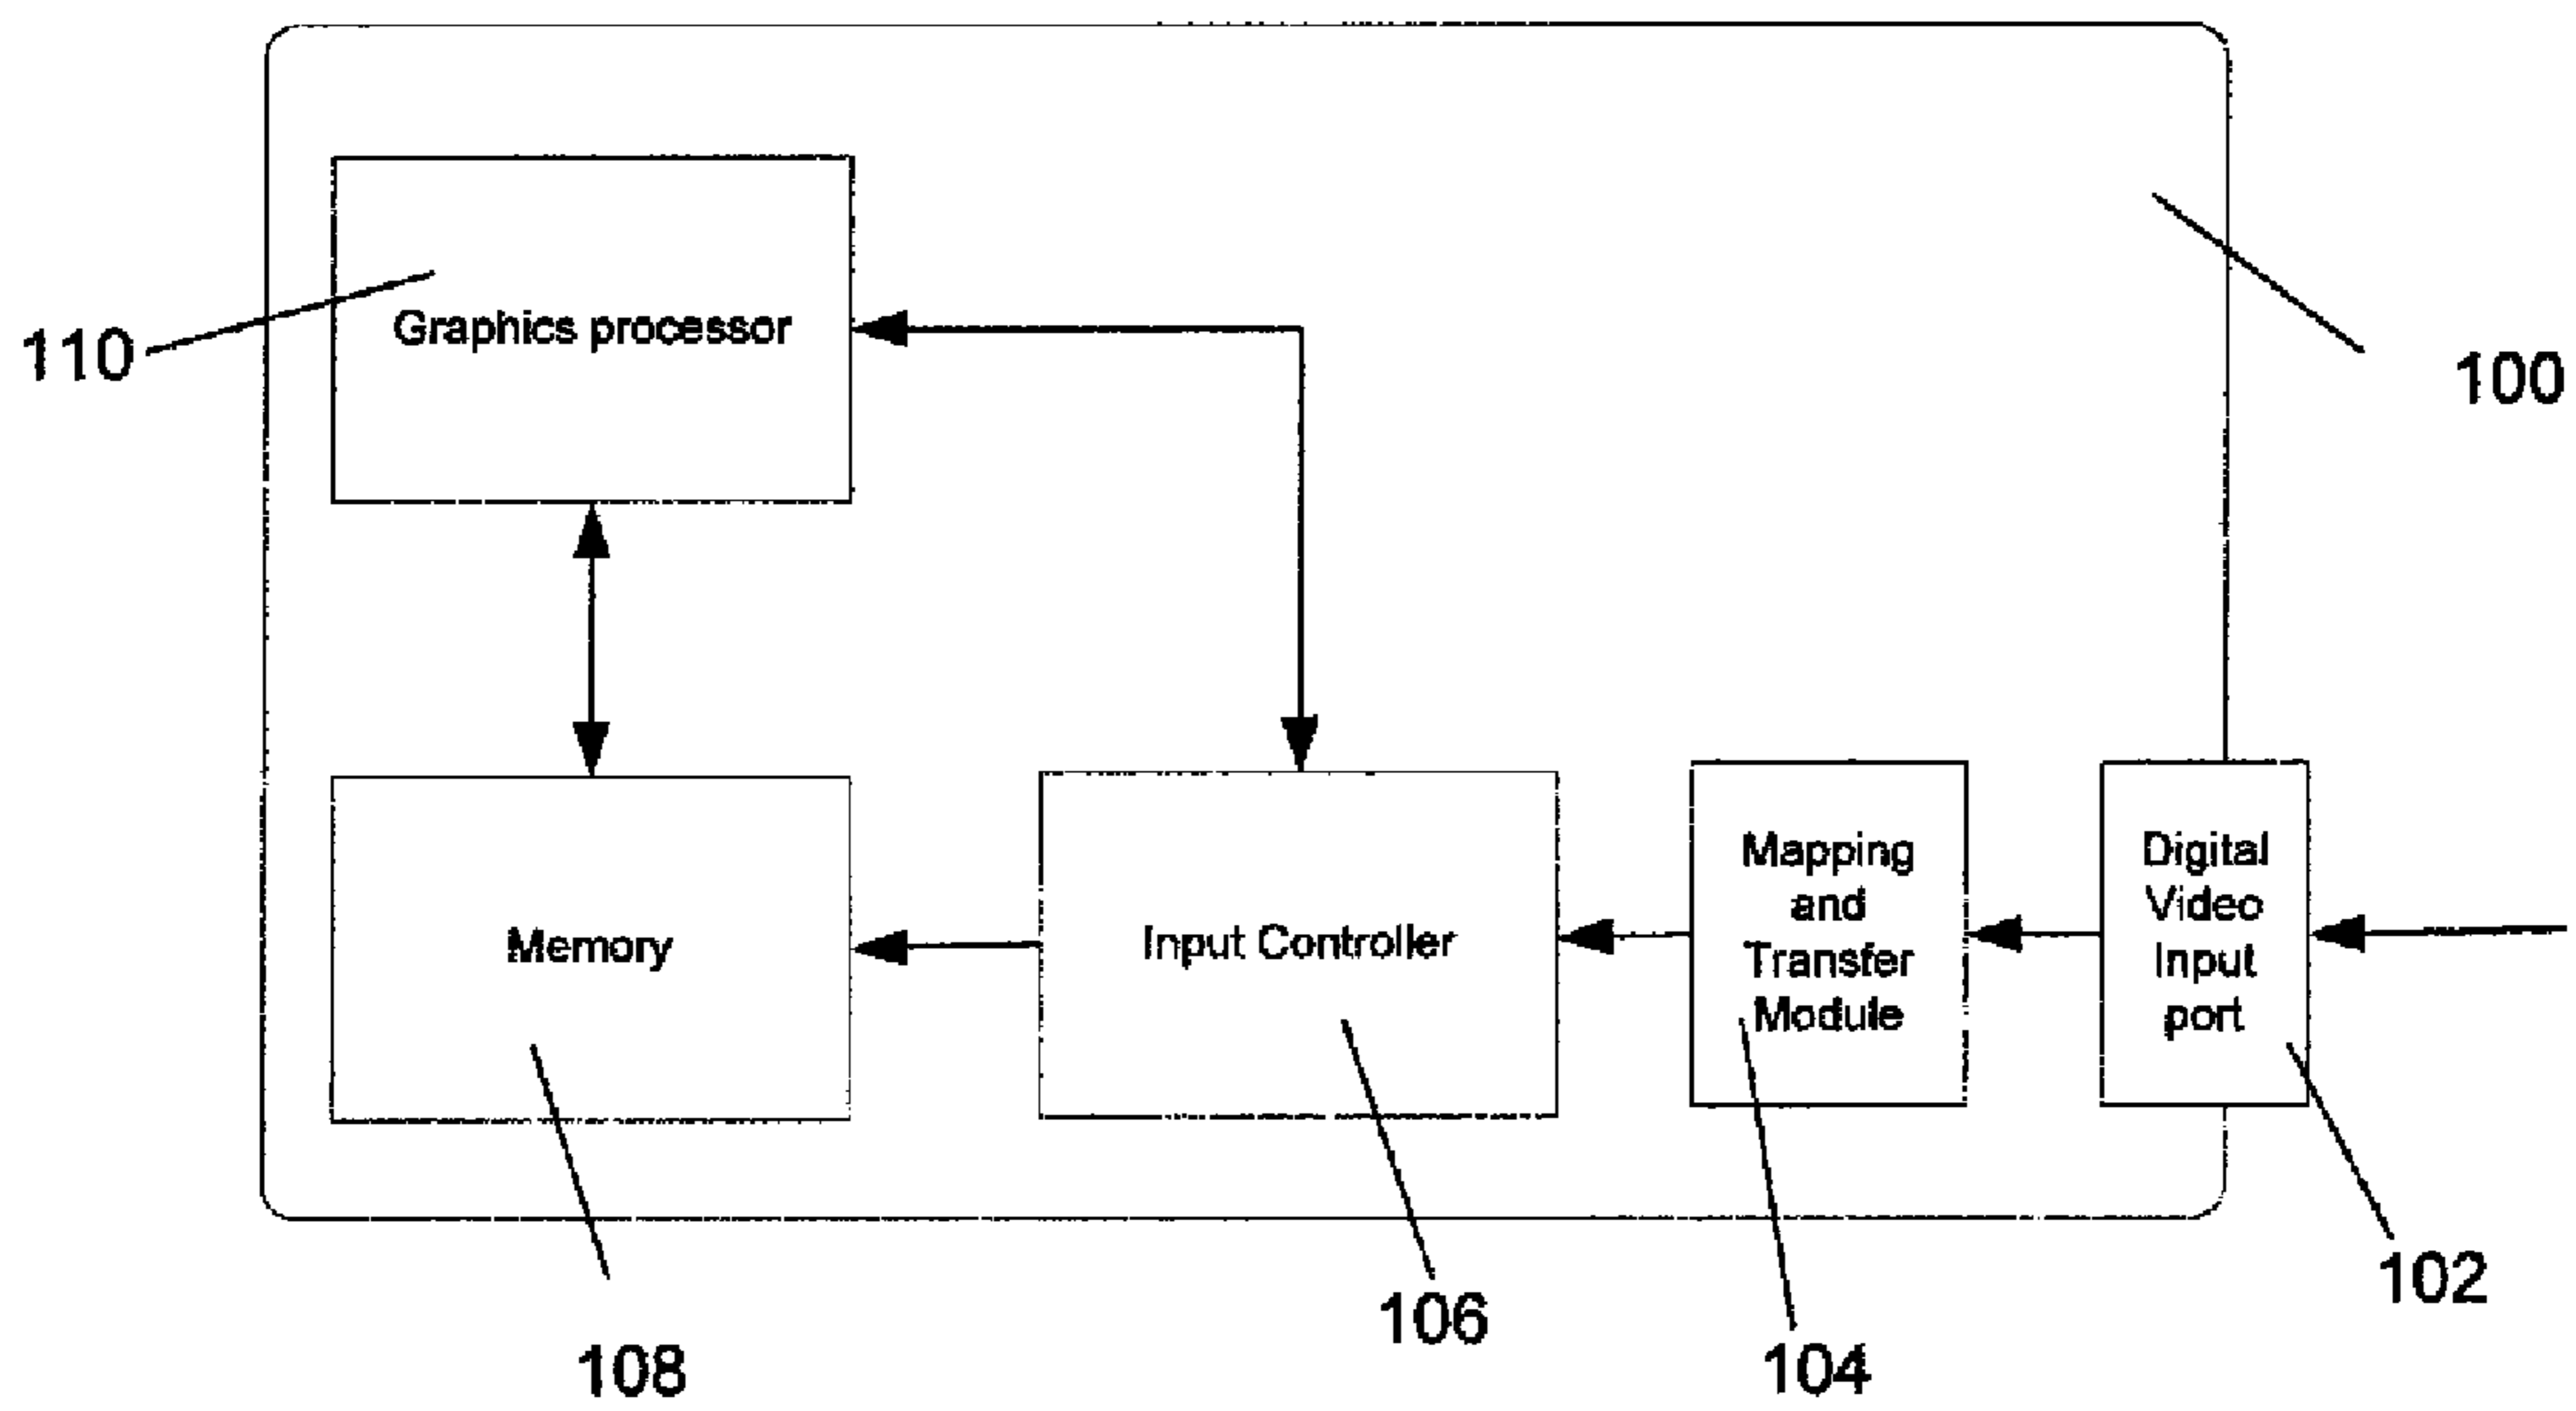 Graphics processor
110
100
Memory
Input Controller
Mapping
and
Transfer
Module
Digital
Video
Input
port
102
106
104
108